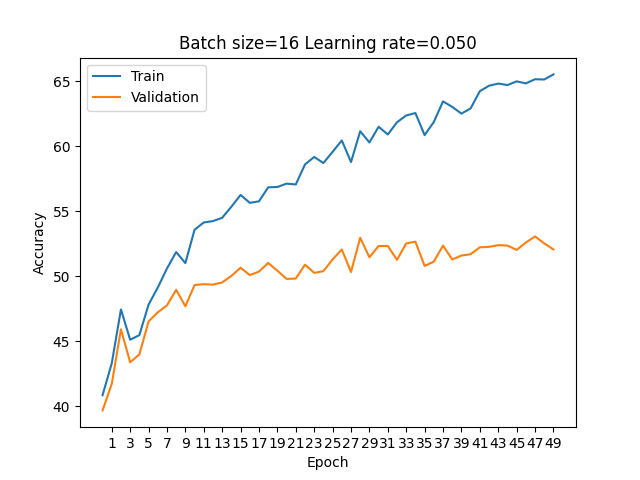 Batch size=16 Learning rate=0.050
Train
Validation
65
60
55
50
45
40
Accuracy
1 3 5 7 9 11 13 15 17 19 21 23 25 27 29 31 33 35 37 39 41 43 45 47 49
Epoch